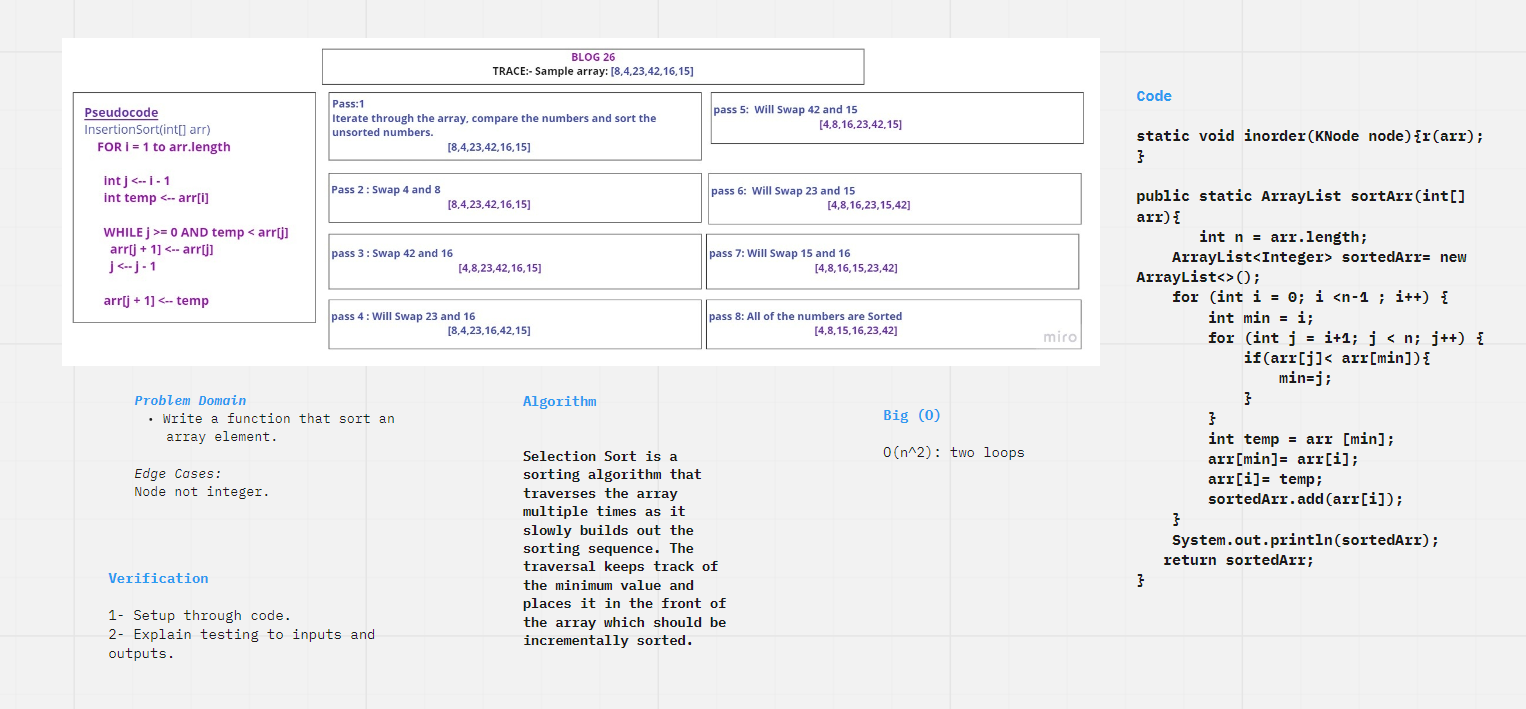 BLOG 26
TRACE:- Sample array: [8,4,23,42,16,15]
Pseudocode
InsertionSort(int[] arr)
FOR i = 1 to arr.length
int j <-- i - 1
int temp <-- arr[i]
WHILE j >= 0 AND temp < arr[j]
arr[j + 1] <-- arr[j]
j <-- j - 1
arr[j + 1] <-- temp
Pass:1
Iterate through the array, compare the numbers and sort the
unsorted numbers.
[8,4,23,42,16,15]
Pass 2 : Swap 4 and 8
[8,4,23,42,16,15]
pass 3 : Swap 42 and 16
[4,8,23,42,16,15]
pass 4 : Will Swap 23 and 16
[8,4,23,16,42,15]
pass 5:  Will Swap 42 and 15
[4,8,16,23,42,15]
pass 6:  Will Swap 23 and 15
[4,8,16,23,15,42]
pass 7: Will Swap 15 and 16
[4,8,16,15,23,42]
pass 8: All of the numbers are Sorted
[4,8,15,16,23,42]
miro
Problem Domain
• Write a function that sort an
array element.
Edge Cases:
Node not integer.
Verification
1- Setup through code.
2- Explain testing to inputs and
outputs.
Algorithm
Selection Sort is a
sorting algorithm that
traverses the array
multiple times as it
slowly builds out the
sorting sequence. The
traversal keeps track of
the minimum value and
places it in the front of
the array which should be
incrementally sorted.
Big (O)
O(n^2): two loops
Code
static void inorder(KNode node){r(arr);
}
public static ArrayList sortArr(int[]
arr){
int n = arr.length;
ArrayList<Integer> sortedArr= new
ArrayList<>();
for (int i = 0; i <n-1 ; i++) {
int min = i;
for (int j = i+1; j < n; j++) {
if(arr[j]< arr[min]){
min=j;
}
}
int temp = arr [min];
arr[min]= arr[i];
arr[i]= temp;
sortedArr.add(arr[i]);
}
System.out.println(sortedArr);
return sortedArr;
}